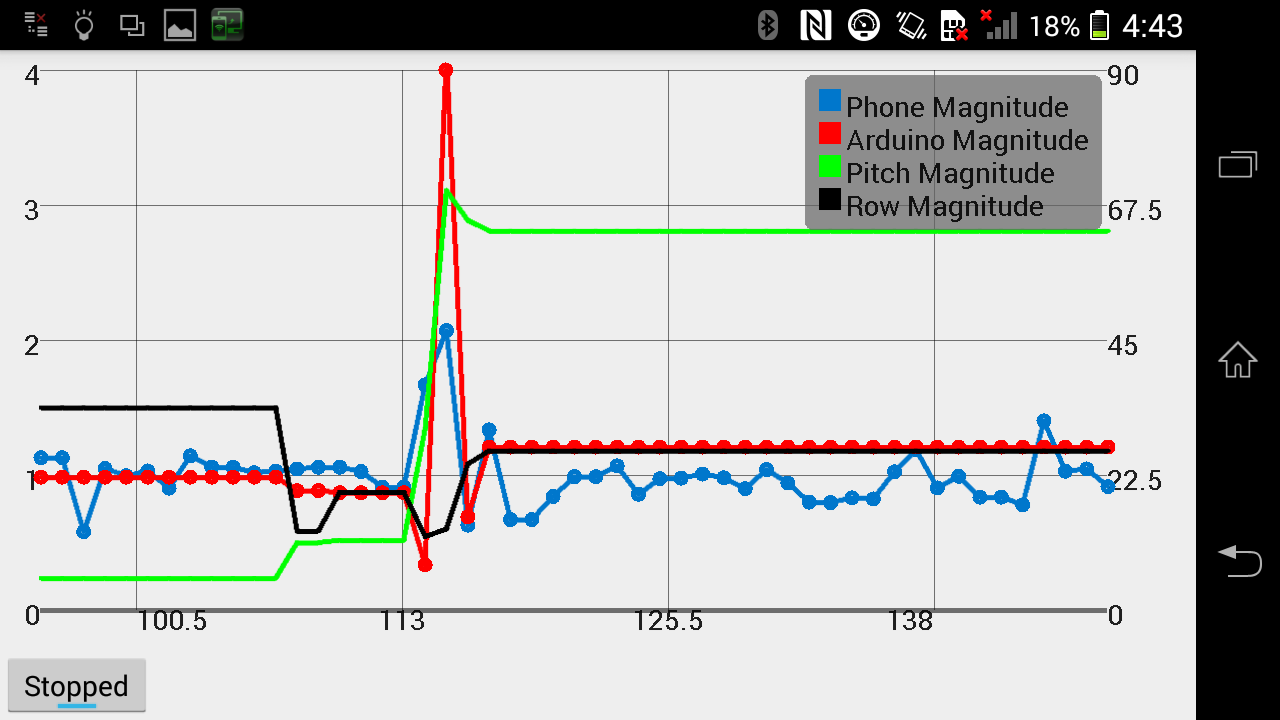 18% 4:43
4 90
Phone Magnitude
Arduino Magnitude
Pitch Magnitude
Row Magnitude
3 67.5
2 45
1 22.5
0 0
100.5 113 125.5 138
Stopped